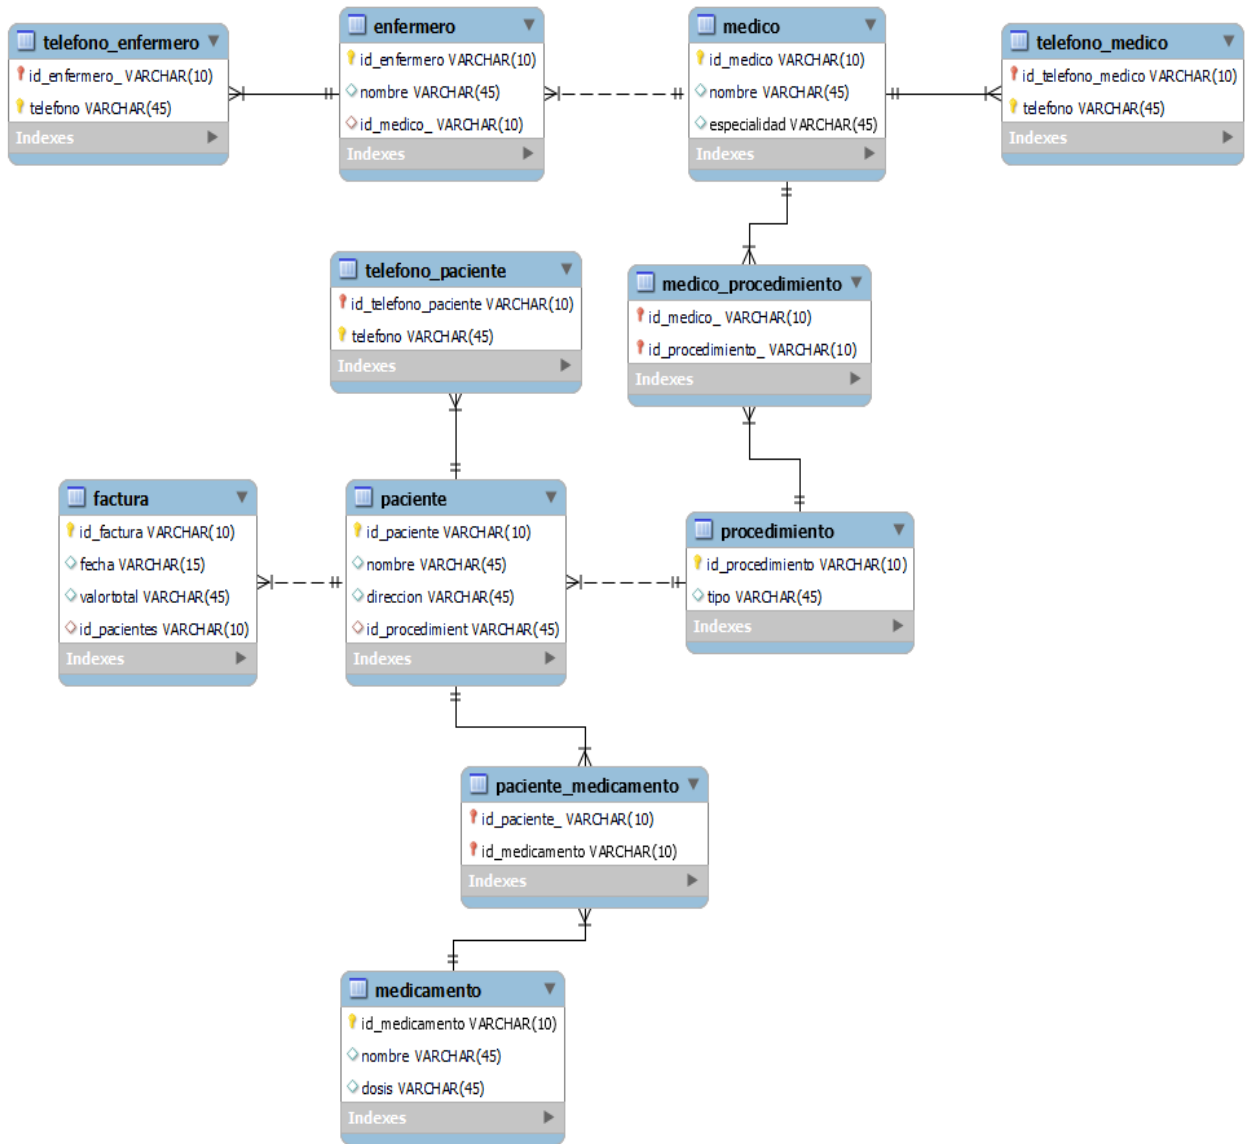 telefono_enfermero
id_enfermero_ VARCHAR(10)
telefono VARCHAR(45)
Indexes
enfermero
id_enfermero VARCHAR(10)
nombre VARCHAR(45)
id_medico_ VARCHAR(10)
Indexes
medico
id_medico VARCHAR(10)
nombre VARCHAR(45)
especialidad VARCHAR(45)
Indexes
telefono_medico
id_telefono_medico VARCHAR(10)
telefono VARCHAR(45)
Indexes
telefono_paciente
id_telefono_paciente VARCHAR(10)
telefono VARCHAR(45)
Indexes
medico_procedimiento
id_medico_ VARCHAR(10)
id_procedimiento_ VARCHAR(10)
Indexes
factura
id_factura VARCHAR(10)
fecha VARCHAR(15)
valortotal VARCHAR(45)
id_pacientes VARCHAR(10)
Indexes
paciente
id_paciente VARCHAR(10)
nombre VARCHAR(45)
direccion VARCHAR(45)
id_procedimient VARCHAR(45)
Indexes
procedimiento
id_procedimiento VARCHAR(10)
tipo VARCHAR(45)
Indexes
paciente_medicamento
id_paciente_ VARCHAR(10)
id_medicamento VARCHAR(10)
Indexes
medicamento
id_medicamento VARCHAR(10)
nombre VARCHAR(45)
dosis VARCHAR(45)
Indexes